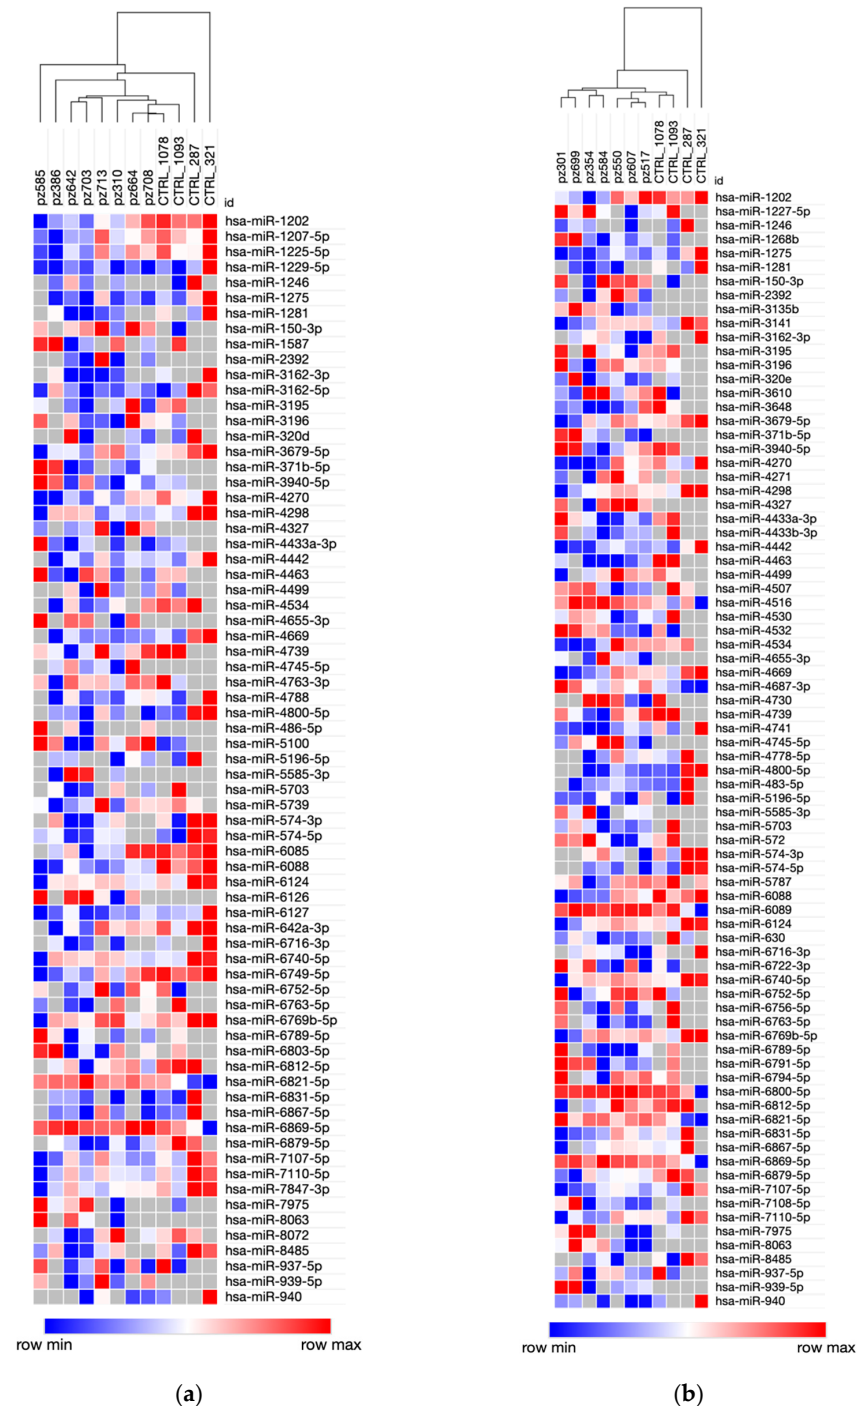 pz585
pz386
pz642
pz703
pz713
pz310
pz664
pz708
CTRL_1078
CTRL_1093
CTRL_287
CTRL_321
id
hsa-miR-1202
hsa-miR-1207-5p
hsa-miR-1225-5p
hsa-miR-1229-5p
hsa-miR-1246
hsa-miR-1275
hsa-miR-1281
hsa-miR-150-3p
hsa-miR-1587
hsa-miR-2392
hsa-miR-3162-3p
hsa-miR-3162-5p
hsa-miR-3195
hsa-miR-3196
hsa-miR-320d
hsa-miR-3679-5p
hsa-miR-371b-5p
hsa-miR-3940-5p
hsa-miR-4270
hsa-miR-4298
hsa-miR-4327
hsa-miR-4433a-3p
hsa-miR-4442
hsa-miR-4463
hsa-miR-4499
hsa-miR-4534
hsa-miR-4655-3p
hsa-miR-4669
hsa-miR-4739
hsa-miR-4745-5p
hsa-miR-4763-3p
hsa-miR-4788
hsa-miR-4800-5p
hsa-miR-486-5p
hsa-miR-5100
hsa-miR-5196-5p
hsa-miR-5585-3p
hsa-miR-5703
hsa-miR-5739
hsa-miR-574-3p
hsa-miR-574-5p
hsa-miR-6085
hsa-miR-6088
hsa-miR-6124
hsa-miR-6126
hsa-miR-6127
hsa-miR-642a-3p
hsa-miR-6716-3p
hsa-miR-6740-5p
hsa-miR-6749-5p
hsa-miR-6752-5p
hsa-miR-6763-5p
hsa-miR-6769b-5p
hsa-miR-6789-5p
hsa-miR-6803-5p
hsa-miR-6812-5p
hsa-miR-6821-5p
hsa-miR-6831-5p
hsa-miR-6867-5p
hsa-miR-6869-5p
hsa-miR-6879-5p
hsa-miR-7107-5p
hsa-miR-7110-5p
hsa-miR-7847-3p
hsa-miR-7975
hsa-miR-8063
hsa-miR-8072
hsa-miR-8485
hsa-miR-937-5p
hsa-miR-939-5p
hsa-miR-940
row min
row max
(a)
pz301
pz699
pz354
pz584
pz550
pz607
pz517
CTRL_1078
CTRL_1093
CTRL_287
CTRL_321
id
hsa-miR-1202
hsa-miR-1227-5p
hsa-miR-1246
hsa-miR-1268b
hsa-miR-1275
hsa-miR-1281
hsa-miR-150-3p
hsa-miR-2392
hsa-miR-3135b
hsa-miR-3141
hsa-miR-3162-3p
hsa-miR-3195
hsa-miR-3196
hsa-miR-320e
hsa-miR-3610
hsa-miR-3648
hsa-miR-3679-5p
hsa-miR-371b-5p
hsa-miR-3940-5p
hsa-miR-4270
hsa-miR-4271
hsa-miR-4298
hsa-miR-4327
hsa-miR-4433a-3p
hsa-miR-4433b-3p
hsa-miR-4442
hsa-miR-4463
hsa-miR-4499
hsa-miR-4507
hsa-miR-4516
hsa-miR-4530
hsa-miR-4532
hsa-miR-4534
hsa-miR-4655-3p
hsa-miR-4669
hsa-miR-4687-3p
hsa-miR-4730
hsa-miR-4739
hsa-miR-4741
hsa-miR-4745-5p
hsa-miR-4778-5p
hsa-miR-4800-5p
hsa-miR-483-5p
hsa-miR-5196-5p
hsa-miR-5585-3p
hsa-miR-5703
hsa-miR-572
hsa-miR-574-3p
hsa-miR-574-5p
hsa-miR-5787
hsa-miR-6088
hsa-miR-6089
hsa-miR-6124
hsa-miR-630
hsa-miR-6716-3p
hsa-miR-6722-3p
hsa-miR-6740-5p
hsa-miR-6752-5p
hsa-miR-6756-5p
hsa-miR-6763-5p
hsa-miR-6769b-5p
hsa-miR-6789-5p
hsa-miR-6791-5p
hsa-miR-6794-5p
hsa-miR-6800-5p
hsa-miR-6812-5p
hsa-miR-6821-5p
hsa-miR-6831-5p
hsa-miR-6867-5p
hsa-miR-6869-5p
hsa-miR-6879-5p
hsa-miR-7107-5p
hsa-miR-7108-5p
hsa-miR-7110-5p
hsa-miR-7975
hsa-miR-8063
hsa-miR-8485
hsa-miR-937-5p
hsa-miR-939-5p
hsa-miR-940
row min
row max
(b)